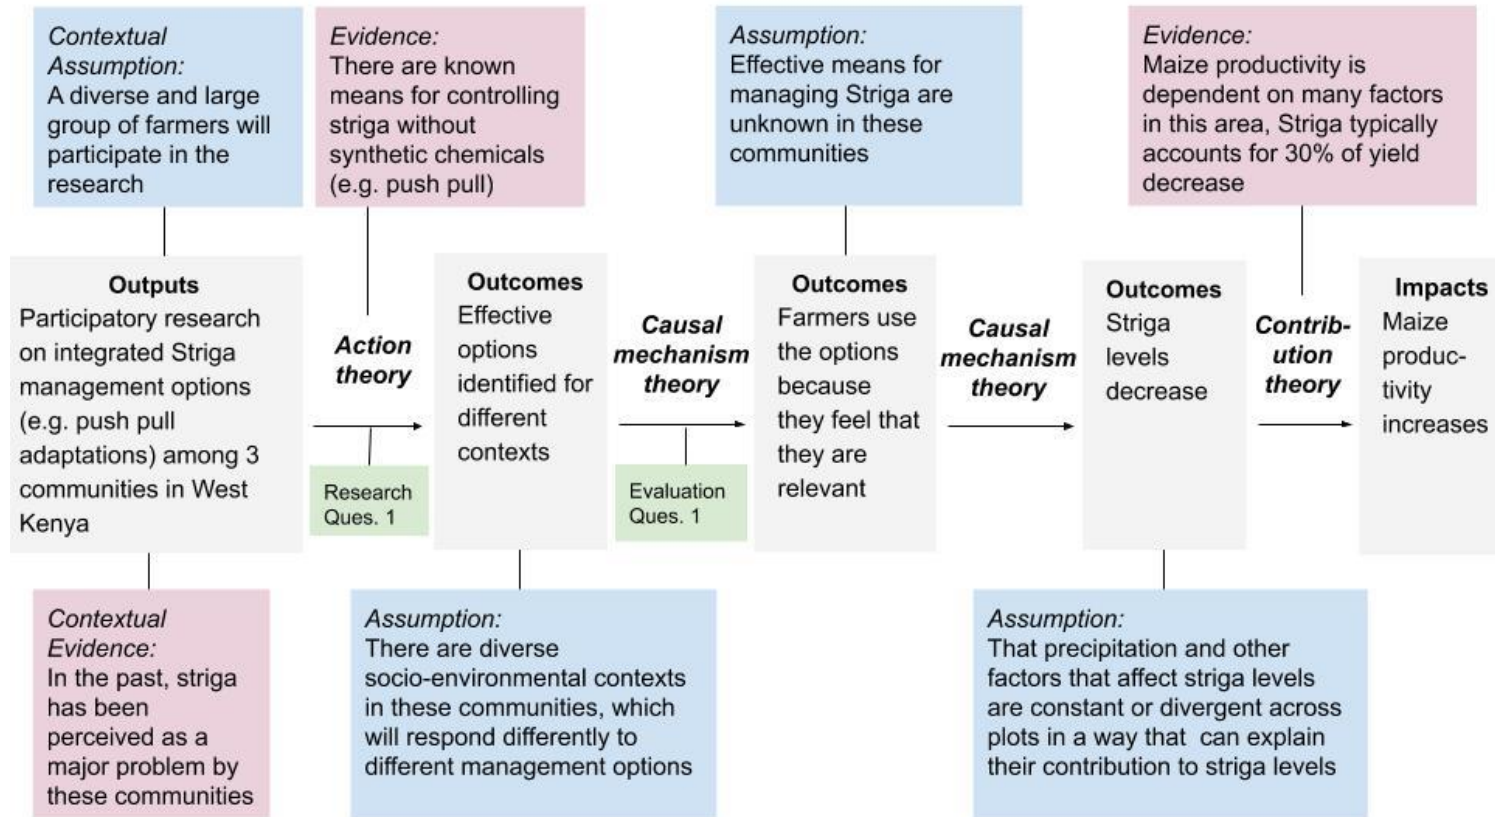 Contextual
Assumption:
A diverse and large
group of farmers will
participate in the
research
Evidence:
There are known
means for controlling
striga without
synthetic chemicals
(e.g. push pull)
Assumption:
Effective means for
managing Striga are
unknown in these
communities
Evidence:
Maize productivity is
dependent on many factors
in this area, Striga typically
accounts for 30% of yield
decrease
Outputs
Participatory research
on integrated Striga
management options
(e.g. push pull
adaptations) among 3
communities in West
Kenya
Action
theory
Research
Ques. 1
Outcomes
Effective
options
identified for
different
contexts
Causal
mechanism
theory
Evaluation
Ques. 1
Outcomes
Farmers use
the options
because
they feel that
they are
relevant
Causal
mechanism
theory
Outcomes
Striga
levels
decrease
Contrib-
ution
theory
Impacts
Maize
produc-
tivity
increases
Contextual
Evidence:
In the past, striga
has been
perceived as a
major problem by
these communities
Assumption:
There are diverse
socio-environmental contexts
in these communities, which
will respond differently to
different management options
Assumption:
That precipitation and other
factors that affect striga levels
are constant or divergent across
plots in a way that  can explain
their contribution to striga levels